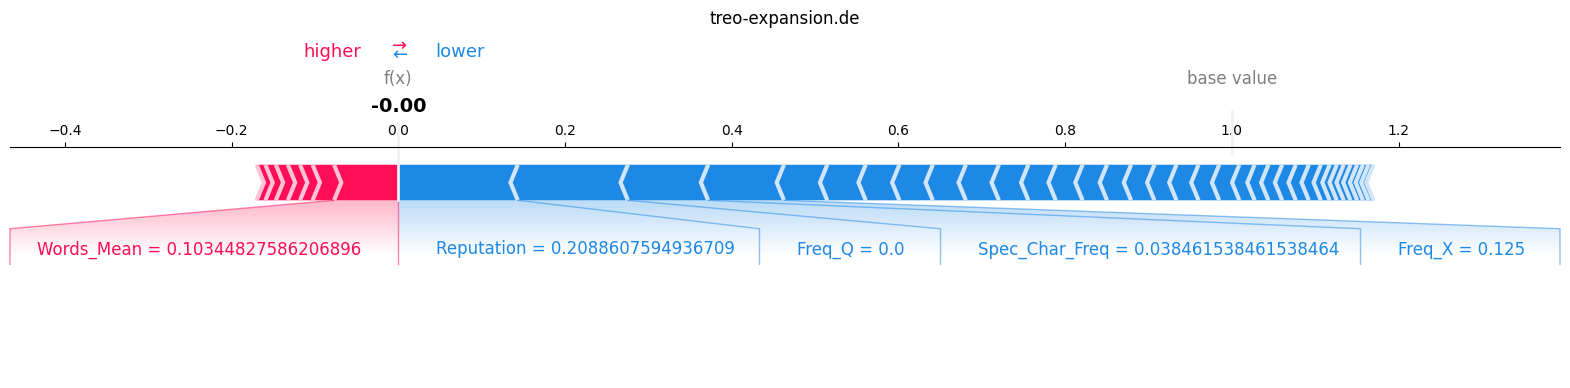 treo-expansion.de
higher ⇄ lower
f(x) base value
-0.00
−0.4 −0.2 0.0 0.2 0.4 0.6 0.8 1.0 1.2
Words_Mean = 0.10344827586206896 Reputation = 0.2088607594936709 Freq_Q = 0.0 Spec_Char_Freq = 0.038461538461538464 Freq_X = 0.125